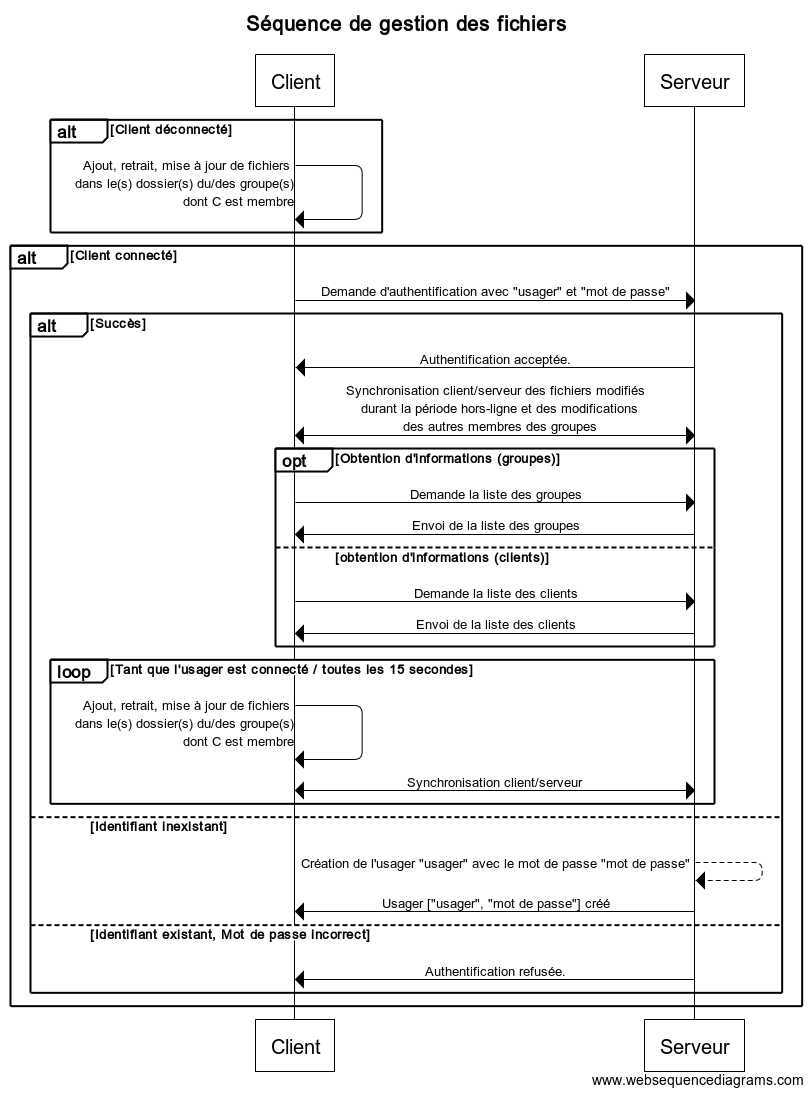 Séquence de gestion des fichiers
Client
Serveur
alt
[Client déconnecté]
Ajout, retrait, mise à jour de fichiers
dans le(s) dossier(s) du/des groupe(s)
dont C est membre
alt
[Client connecté]
Demande d'authentification avec "usager" et "mot de passe"
alt
[Succès]
Authentification acceptée.
Synchronisation client/serveur des fichiers modifiés
durant la période hors-ligne et des modifications
des autres membres des groupes
opt
[Obtention d'informations (groupes)]
Demande la liste des groupes
Envoi de la liste des groupes
[obtention d'informations (clients)]
Demande la liste des clients
Envoi de la liste des clients
loop
[Tant que l'usager est connecté / toutes les 15 secondes]
Ajout, retrait, mise à jour de fichiers
dans le(s) dossier(s) du/des groupe(s)
dont C est membre
Synchronisation client/serveur
[Identifiant inexistant]
Création de l'usager "usager" avec le mot de passe "mot de passe"
Usager ["usager", "mot de passe"] créé
[Identifiant existant, Mot de passe incorrect]
Authentification refusée.
Client
Serveur
www.websequencediagrams.com